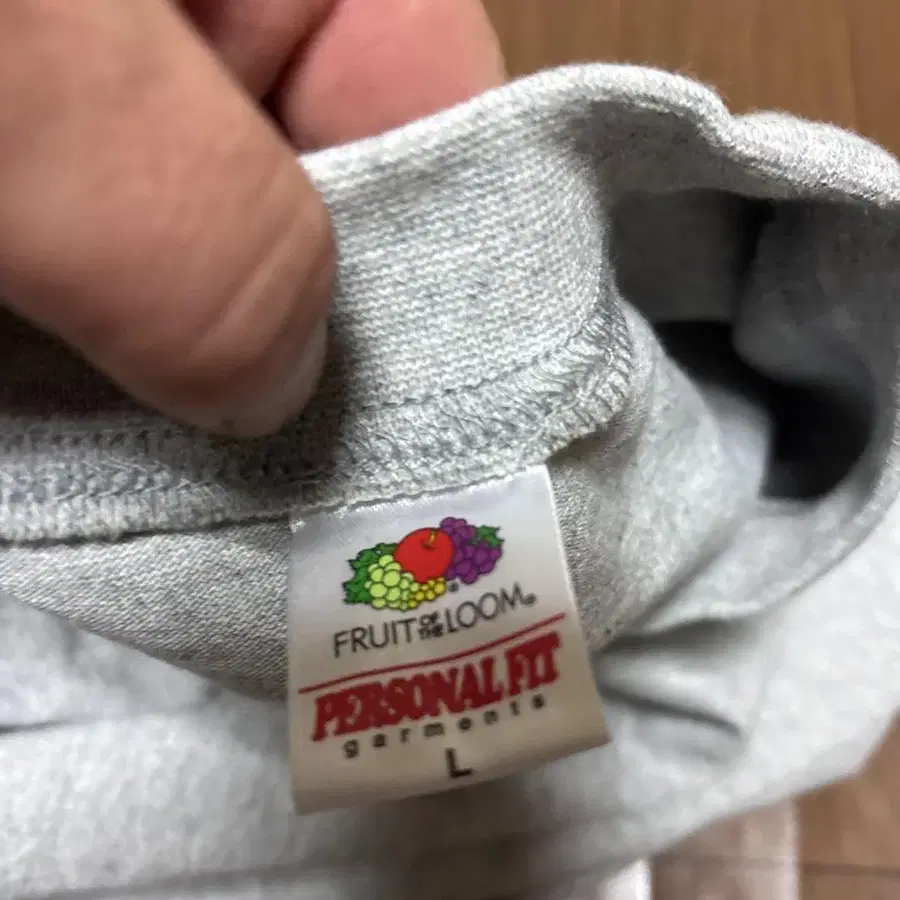 FRUIT OF THE LOOM®
PERSONAL FIT
garments
L